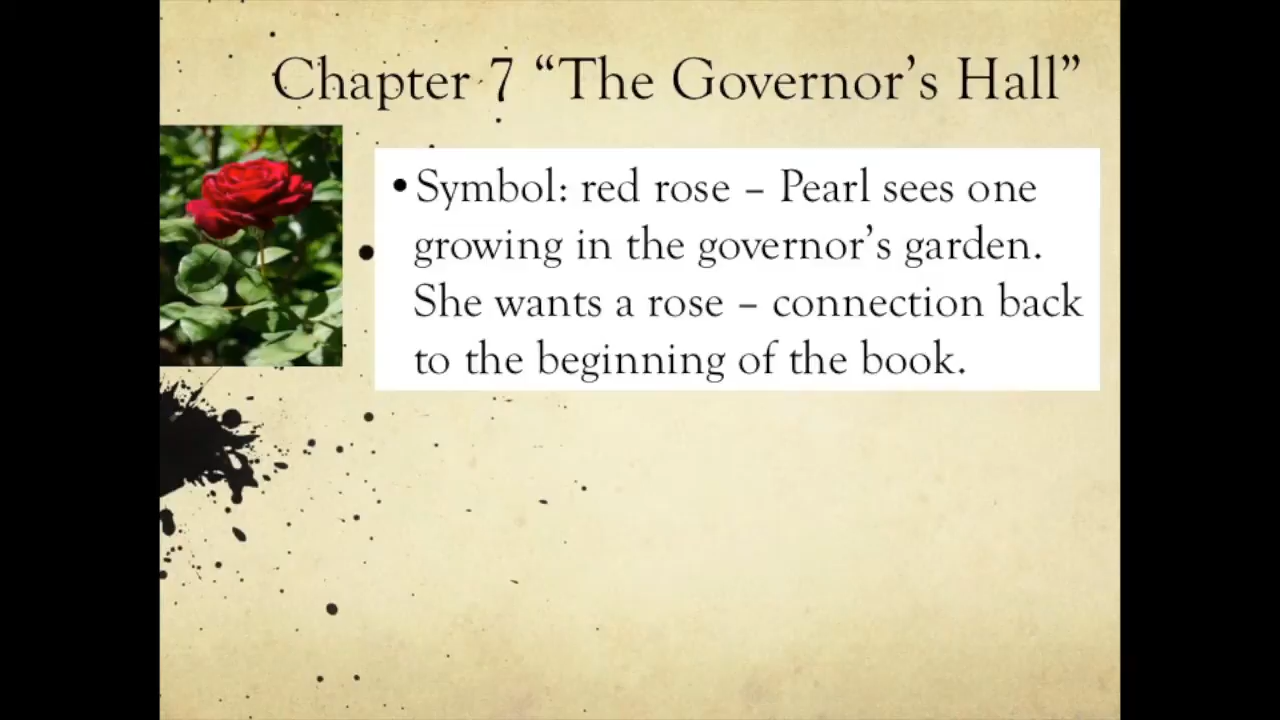 Chapter 7 “The Governor’s Hall”
• Symbol: red rose – Pearl sees one
growing in the governor’s garden.
She wants a rose – connection back
to the beginning of the book.